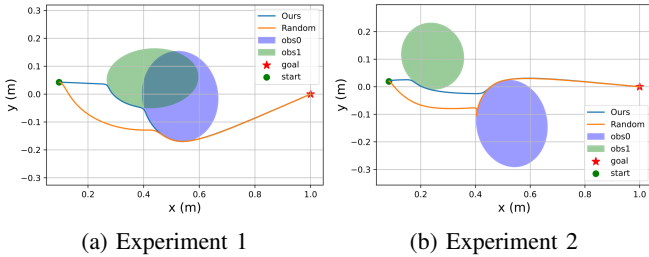 0.3
0.2
0.1
0.0
−0.1
−0.2
−0.3
y (m)
0.2
0.4
0.6
0.8
1.0
x (m)
Ours
Random
obs0
obs1
goal
start
(a) Experiment 1
0.2
0.1
0.0
−0.1
−0.2
−0.3
y (m)
0.2
0.4
0.6
0.8
1.0
x (m)
Ours
Random
obs0
obs1
goal
start
(b) Experiment 2